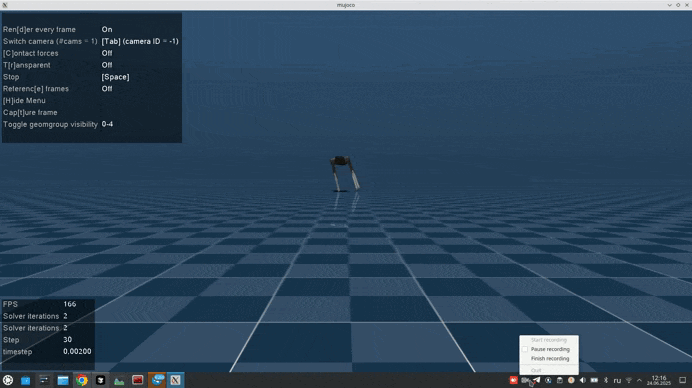 mujoco
Ren[d]er every frame On
Switch camera (#cams = 1) [Tab] (camera ID = -1)
[C]ontact forces Off
T[r]ansparent Off
Stop [Space]
Referenc[e] frames Off
[H]ide Menu
Cap[t]ure frame
Toggle geomgroup visibility 0-4
FPS 166
Solver iterations 2
Solver iterations 2
Step 30
timestep 0.00200
Start recording
Pause recording
Finish recording
Quit
ru
12:16
24.06.2025